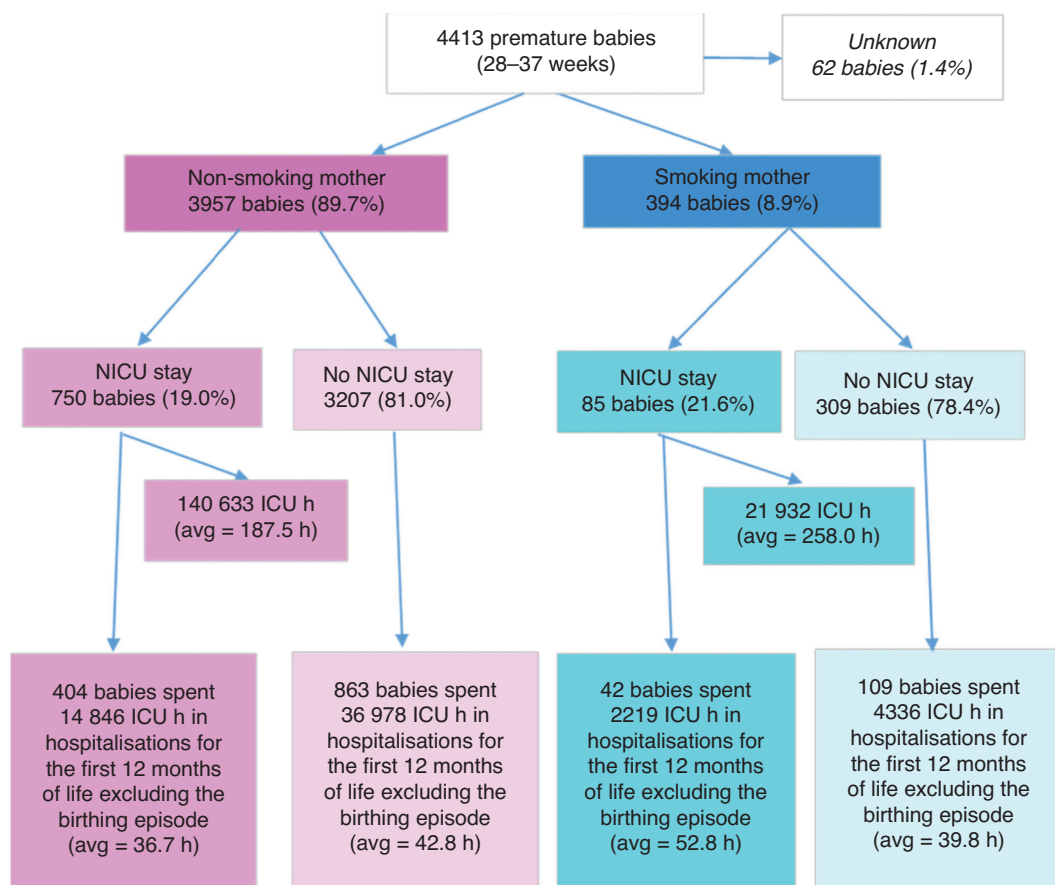 4413 premature babies
(28–37 weeks)
Unknown
62 babies (1.4%)
Non-smoking mother
3957 babies (89.7%)
Smoking mother
394 babies (8.9%)
NICU stay
750 babies (19.0%)
No NICU stay
3207 (81.0%)
NICU stay
85 babies (21.6%)
No NICU stay
309 babies (78.4%)
140 633 ICU h
(avg = 187.5 h)
21 932 ICU h
(avg = 258.0 h)
404 babies spent
14 846 ICU h in
hospitalisations for
the first 12 months
of life excluding the
birthing episode
(avg = 36.7 h)
863 babies spent
36 978 ICU h in
hospitalisations for
the first 12 months
of life excluding the
birthing episode
(avg = 42.8 h)
42 babies spent
2219 ICU h in
hospitalisations for
the first 12 months
of life excluding the
birthing episode
(avg = 52.8 h)
109 babies spent
4336 ICU h in
hospitalisations for
the first 12 months
of life excluding the
birthing episode
(avg = 39.8 h)